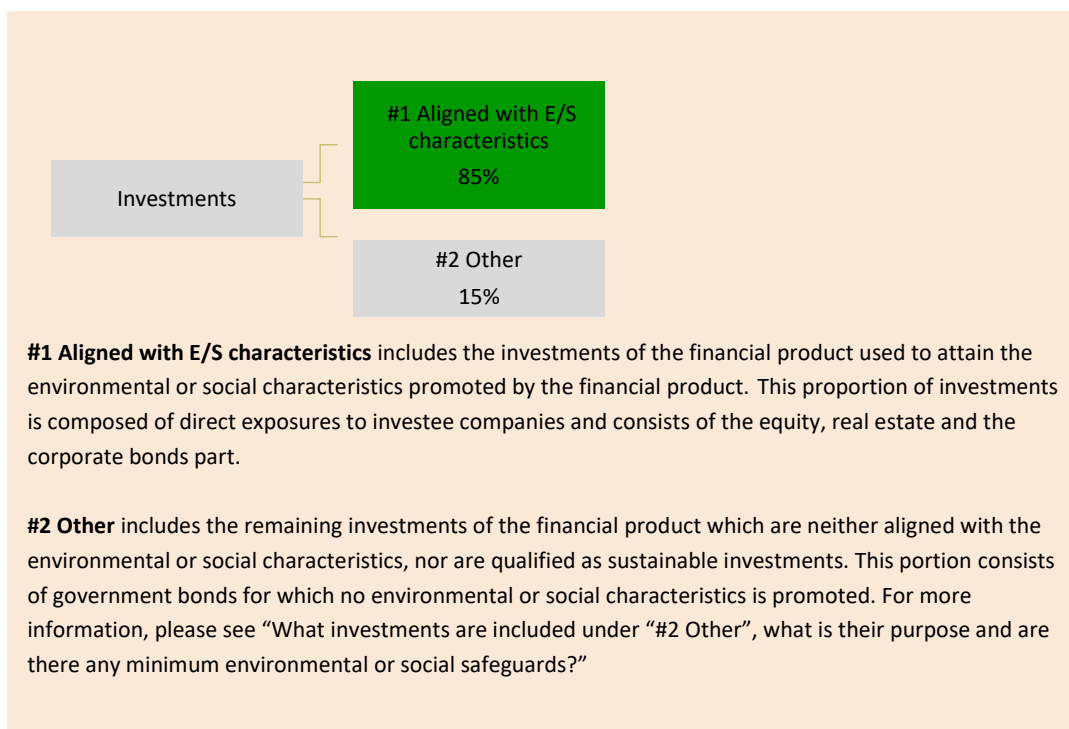 #1 Aligned with E/S
characteristics
85%
Investments
#2 Other
15%
#1 Aligned with E/S characteristics includes the investments of the financial product used to attain the
environmental or social characteristics promoted by the financial product. This proportion of investments
is composed of direct exposures to investee companies and consists of the equity, real estate and the
corporate bonds part.
#2 Other includes the remaining investments of the financial product which are neither aligned with the
environmental or social characteristics, nor are qualified as sustainable investments. This portion consists
of government bonds for which no environmental or social characteristics is promoted. For more
information, please see “What investments are included under “#2 Other”, what is their purpose and are
there any minimum environmental or social safeguards?”